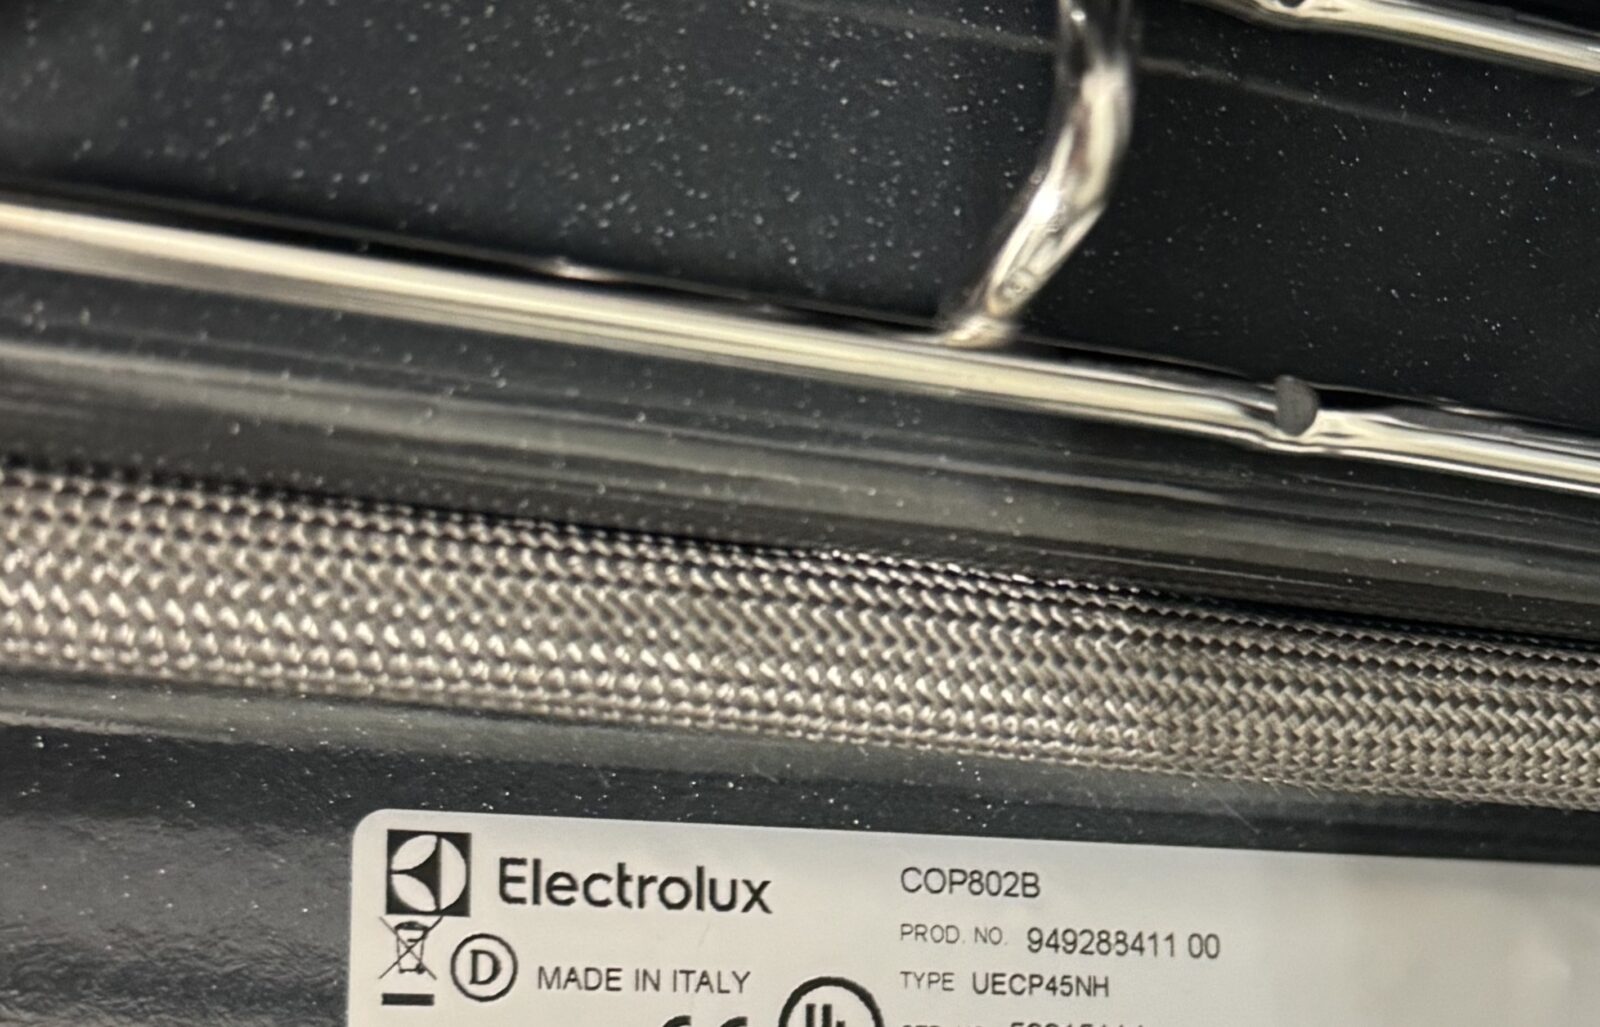 Electrolux
COP802B
PROD. NO. 949288411 00
D MADE IN ITALY
TYPE UECP45NH